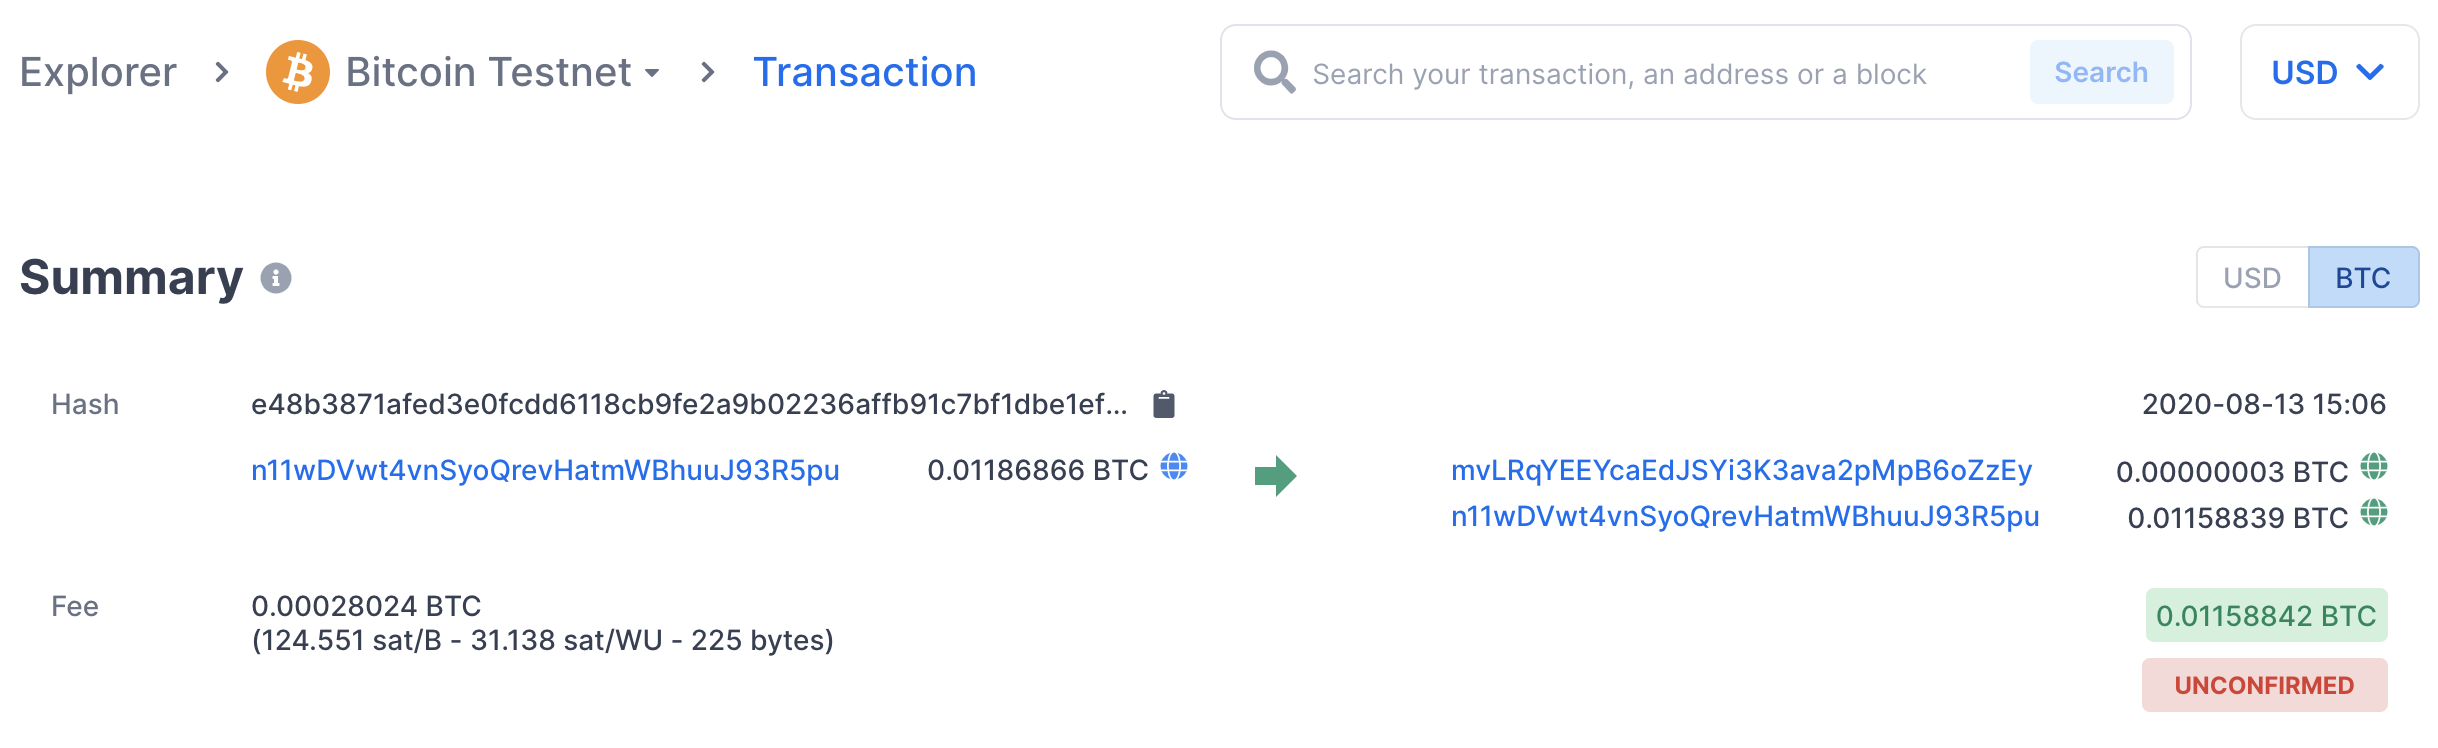 Explorer > Bitcoin Testnet > Transaction
Search your transaction, an address or a block
Search
USD
Summary
USD BTC
Hash e48b3871afed3e0fcdd6118cb9fe2a9b02236affb91c7bf1dbe1ef... 2020-08-13 15:06
n11wDVwt4vnSyoQrevHatmWBhuuJ93R5pu 0.01186866 BTC mvLRqYEEYcaEdJSYi3K3ava2pMpB6oZzEy 0.00000003 BTC
n11wDVwt4vnSyoQrevHatmWBhuuJ93R5pu 0.01158839 BTC
Fee 0.00028024 BTC
(124.551 sat/B - 31.138 sat/WU - 225 bytes)
0.01158842 BTC
UNCONFIRMED